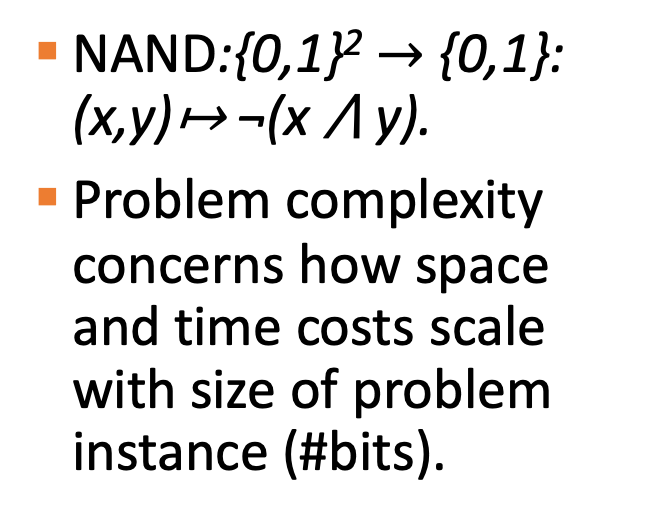 ▪ NAND:{0,1}² → {0,1}:
(x,y) ↦ ¬(x ∧ y).
▪ Problem complexity
concerns how space
and time costs scale
with size of problem
instance (#bits).